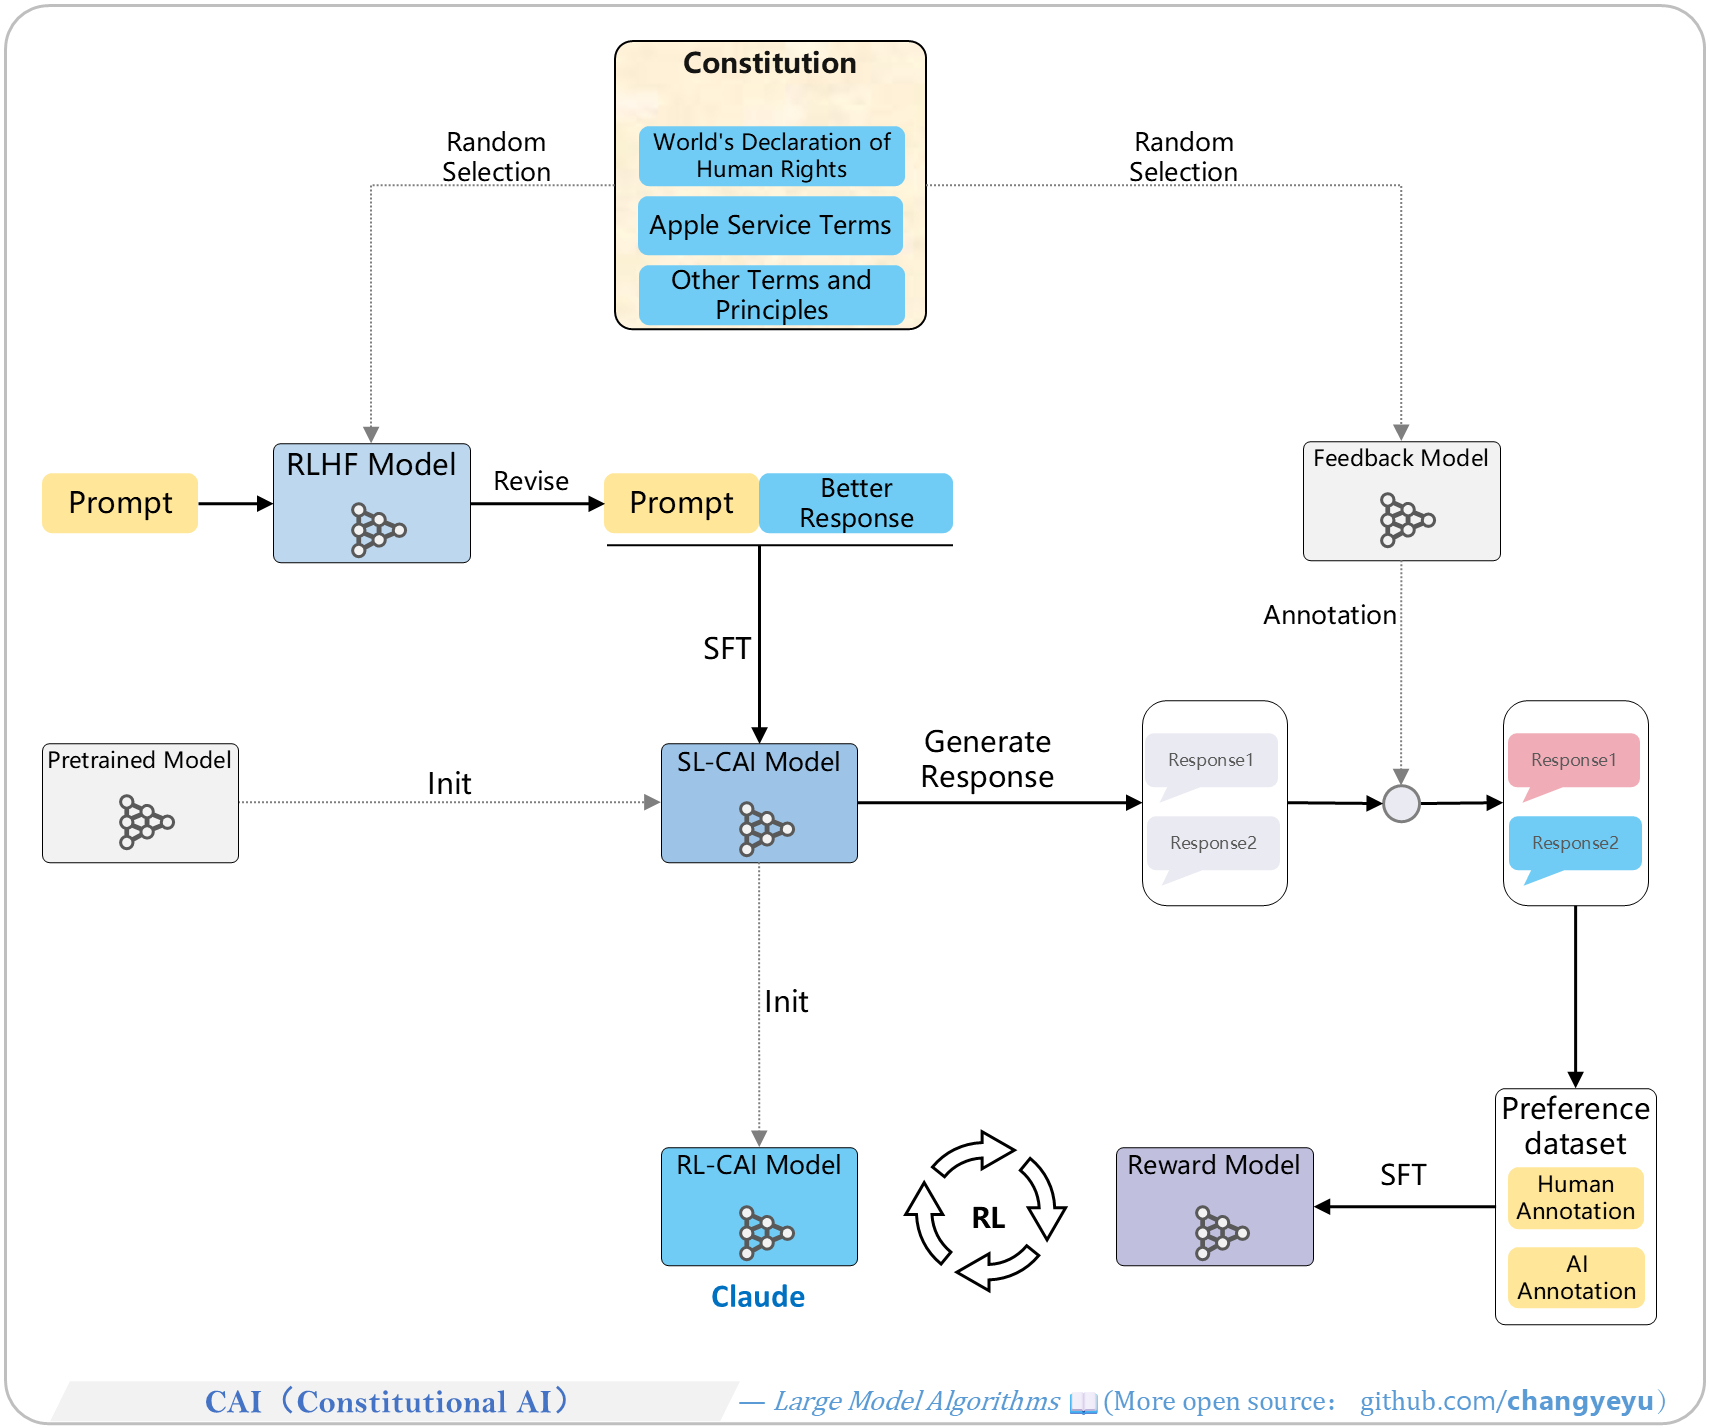 Constitution
World's Declaration of
Human Rights
Apple Service Terms
Other Terms and
Principles
Random
Selection
Random
Selection
Prompt
RLHF Model
Revise
Prompt
Better
Response
Feedback Model
Annotation
SFT
Pretrained Model
Init
SL-CAI Model
Generate
Response
Response1
Response2
Response1
Response2
Init
RL-CAI Model
Claude
RL
Reward Model
SFT
Preference
dataset
Human
Annotation
AI
Annotation
CAI（Constitutional AI）
— Large Model Algorithms 📖 (More open source： github.com/changyeyu）